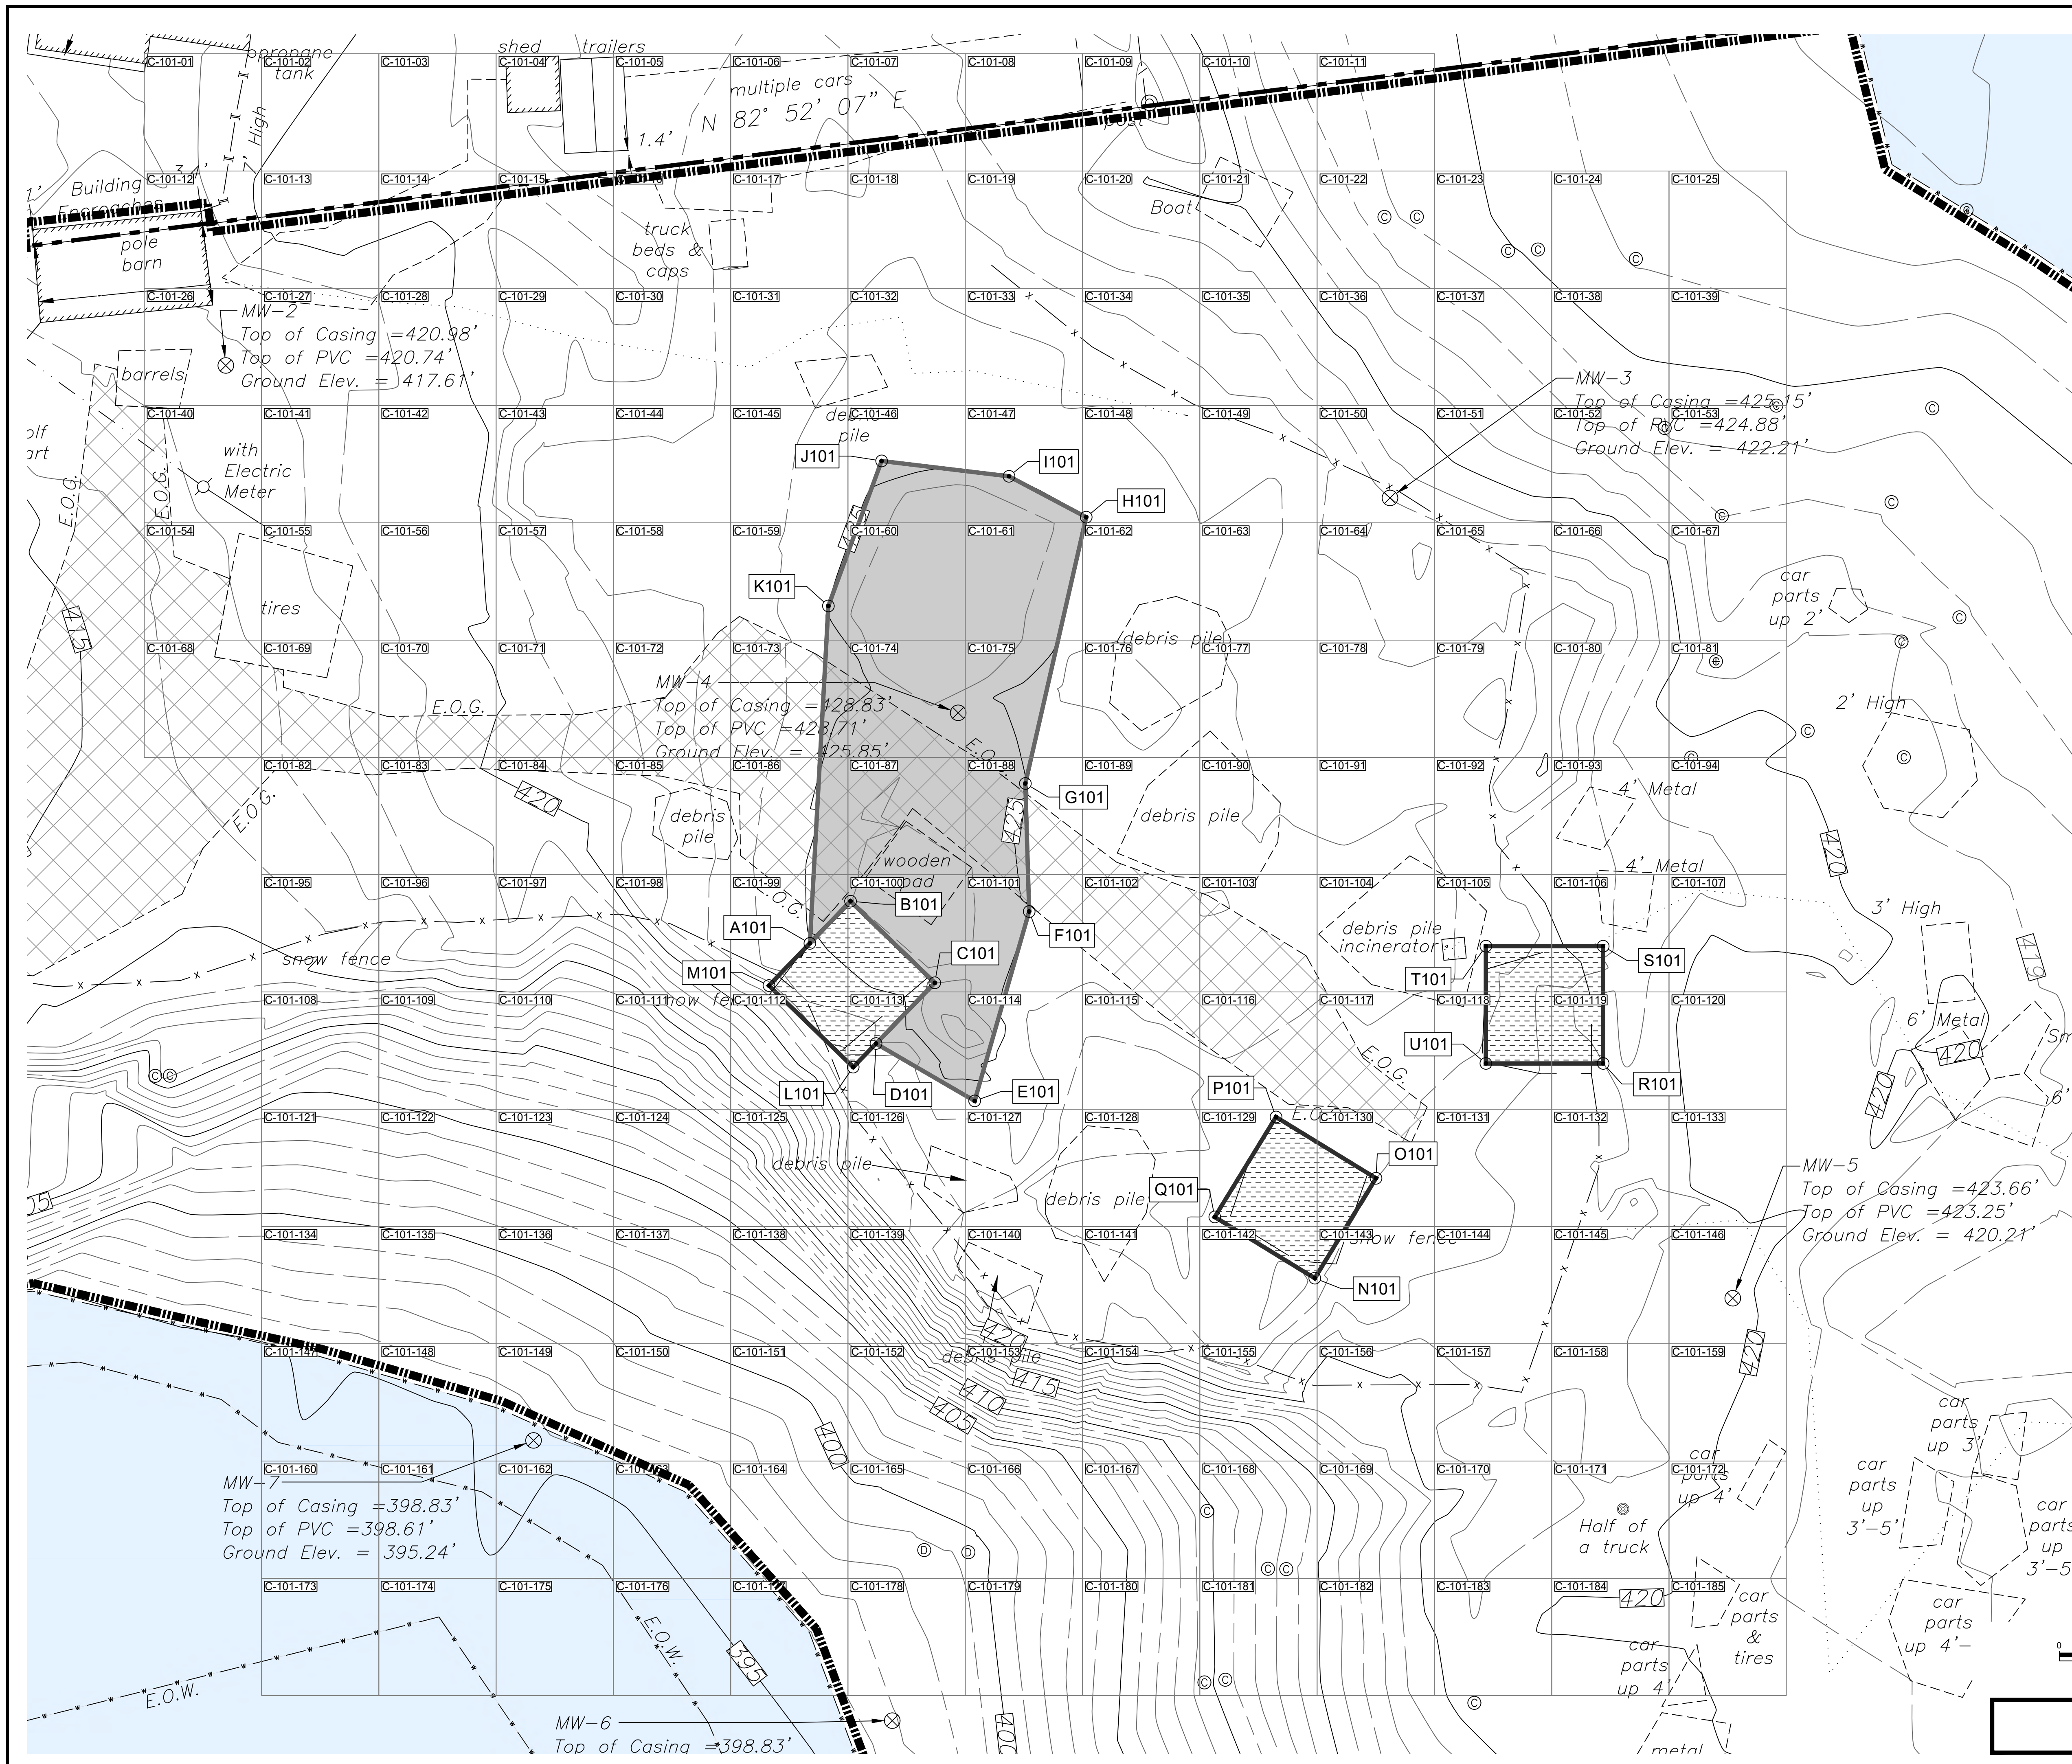 propane
tank
shed
trailers
multiple cars
N 82° 52' 07" E
1.4'
7' High
post
C-101-01
C-101-02
C-101-03
C-101-04
C-101-05
C-101-06
C-101-07
C-101-08
C-101-09
C-101-10
C-101-11
Building
Encroaches
pole
barn
truck
beds &
caps
Boat
C-101-12
C-101-13
C-101-14
C-101-15
C-101-17
C-101-18
C-101-19
C-101-20
C-101-21
C-101-22
C-101-23
C-101-24
C-101-25
C-101-26
C-101-27
C-101-28
C-101-29
C-101-30
C-101-31
C-101-32
C-101-33
C-101-34
C-101-35
C-101-36
C-101-37
C-101-38
C-101-39
MW-2
Top of Casing =420.98'
Top of PVC =420.74'
Ground Elev. = 417.61'
barrels
MW-3
Top of Casing =425.15'
Top of PVC =424.88'
Ground Elev. = 422.21'
C-101-40
C-101-41
C-101-42
C-101-43
C-101-44
C-101-45
C-101-46
C-101-47
C-101-48
C-101-49
C-101-50
C-101-51
C-101-52
C-101-53
debris
pile
with
Electric
Meter
E.O.G.
E.O.G.
J101
I101
H101
C-101-54
C-101-55
C-101-56
C-101-57
C-101-58
C-101-59
C-101-60
C-101-61
C-101-62
C-101-63
C-101-64
C-101-65
C-101-66
C-101-67
K101
tires
415
car
parts
up 2'
debris pile
C-101-68
C-101-69
C-101-70
C-101-71
C-101-72
C-101-73
C-101-74
C-101-75
C-101-76
C-101-77
C-101-78
C-101-79
C-101-80
C-101-81
MW-4
Top of Casing =428.83'
Top of PVC =428.71'
Ground Elev. = 425.85'
E.O.G.
2' High
C-101-82
C-101-83
C-101-84
C-101-85
C-101-86
C-101-87
C-101-88
C-101-89
C-101-90
C-101-91
C-101-92
C-101-93
C-101-94
G101
420
425
debris
pile
debris pile
4' Metal
4' Metal
420
E.O.G.
wooden
pad
C-101-95
C-101-96
C-101-97
C-101-98
C-101-99
C-101-100
C-101-101
C-101-102
C-101-103
C-101-104
C-101-105
C-101-106
C-101-107
A101
B101
C101
F101
M101
snow fence
debris pile
incinerator
T101
S101
3' High
419
C-101-108
C-101-109
C-101-110
C-101-111
C-101-112
C-101-113
C-101-114
C-101-115
C-101-116
C-101-117
C-101-118
C-101-119
C-101-120
L101
D101
E101
U101
R101
P101
E.O.G.
6' Metal
420
420
C-101-121
C-101-122
C-101-123
C-101-124
C-101-125
C-101-126
C-101-127
C-101-128
C-101-129
C-101-130
C-101-131
C-101-132
C-101-133
debris pile
debris pile
Q101
O101
N101
snow fence
MW-5
Top of Casing =423.66'
Top of PVC =423.25'
Ground Elev. = 420.21'
C-101-134
C-101-135
C-101-136
C-101-137
C-101-138
C-101-139
C-101-140
C-101-141
C-101-142
C-101-143
C-101-144
C-101-145
C-101-146
420
debris pile
415
410
405
400
420
C-101-147
C-101-148
C-101-149
C-101-150
C-101-151
C-101-152
C-101-153
C-101-154
C-101-155
C-101-156
C-101-157
C-101-158
C-101-159
C-101-160
C-101-161
C-101-162
C-101-163
C-101-164
C-101-165
C-101-166
C-101-167
C-101-168
C-101-169
C-101-170
C-101-171
C-101-172
MW-7
Top of Casing =398.83'
Top of PVC =398.61'
Ground Elev. = 395.24'
car
parts
up 4'
Half of
a truck
car
parts
up 3'
car
parts
up
3'-5'
car
parts
up
3'-5'
C-101-173
C-101-174
C-101-175
C-101-176
C-101-178
C-101-179
C-101-180
C-101-181
C-101-182
C-101-183
C-101-184
C-101-185
420
car
parts
&
tires
car
parts
up 4'
car
parts
up 4'-
E.O.W.
E.O.W.
395
400
MW-6
Top of Casing =398.83'
metal